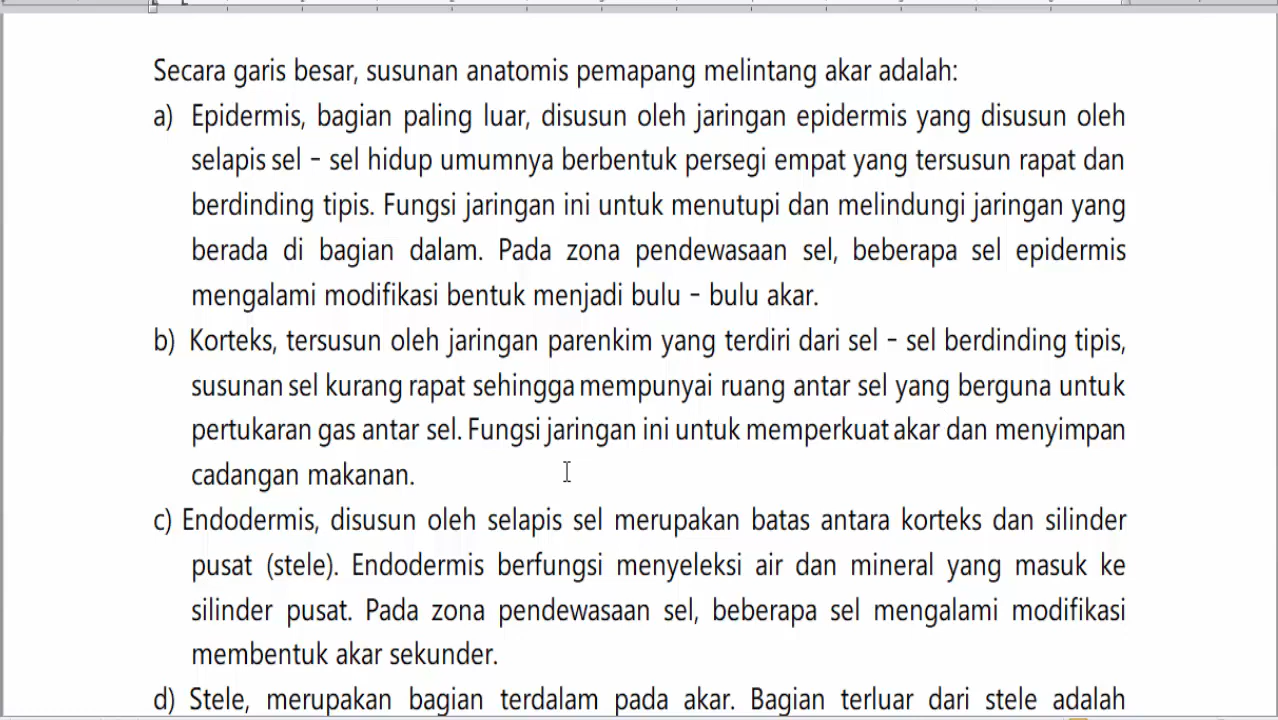 Secara garis besar, susunan anatomis pemapang melintang akar adalah:
a) Epidermis, bagian paling luar, disusun oleh jaringan epidermis yang disusun oleh
selapis sel - sel hidup umumnya berbentuk persegi empat yang tersusun rapat dan
berdinding tipis. Fungsi jaringan ini untuk menutupi dan melindungi jaringan yang
berada di bagian dalam. Pada zona pendewasaan sel, beberapa sel epidermis
mengalami modifikasi bentuk menjadi bulu - bulu akar.
b) Korteks, tersusun oleh jaringan parenkim yang terdiri dari sel - sel berdinding tipis,
susunan sel kurang rapat sehingga mempunyai ruang antar sel yang berguna untuk
pertukaran gas antar sel. Fungsi jaringan ini untuk memperkuat akar dan menyimpan
cadangan makanan.
c) Endodermis, disusun oleh selapis sel merupakan batas antara korteks dan silinder
pusat (stele). Endodermis berfungsi menyeleksi air dan mineral yang masuk ke
silinder pusat. Pada zona pendewasaan sel, beberapa sel mengalami modifikasi
membentuk akar sekunder.
d) Stele, merupakan bagian terdalam pada akar. Bagian terluar dari stele adalah